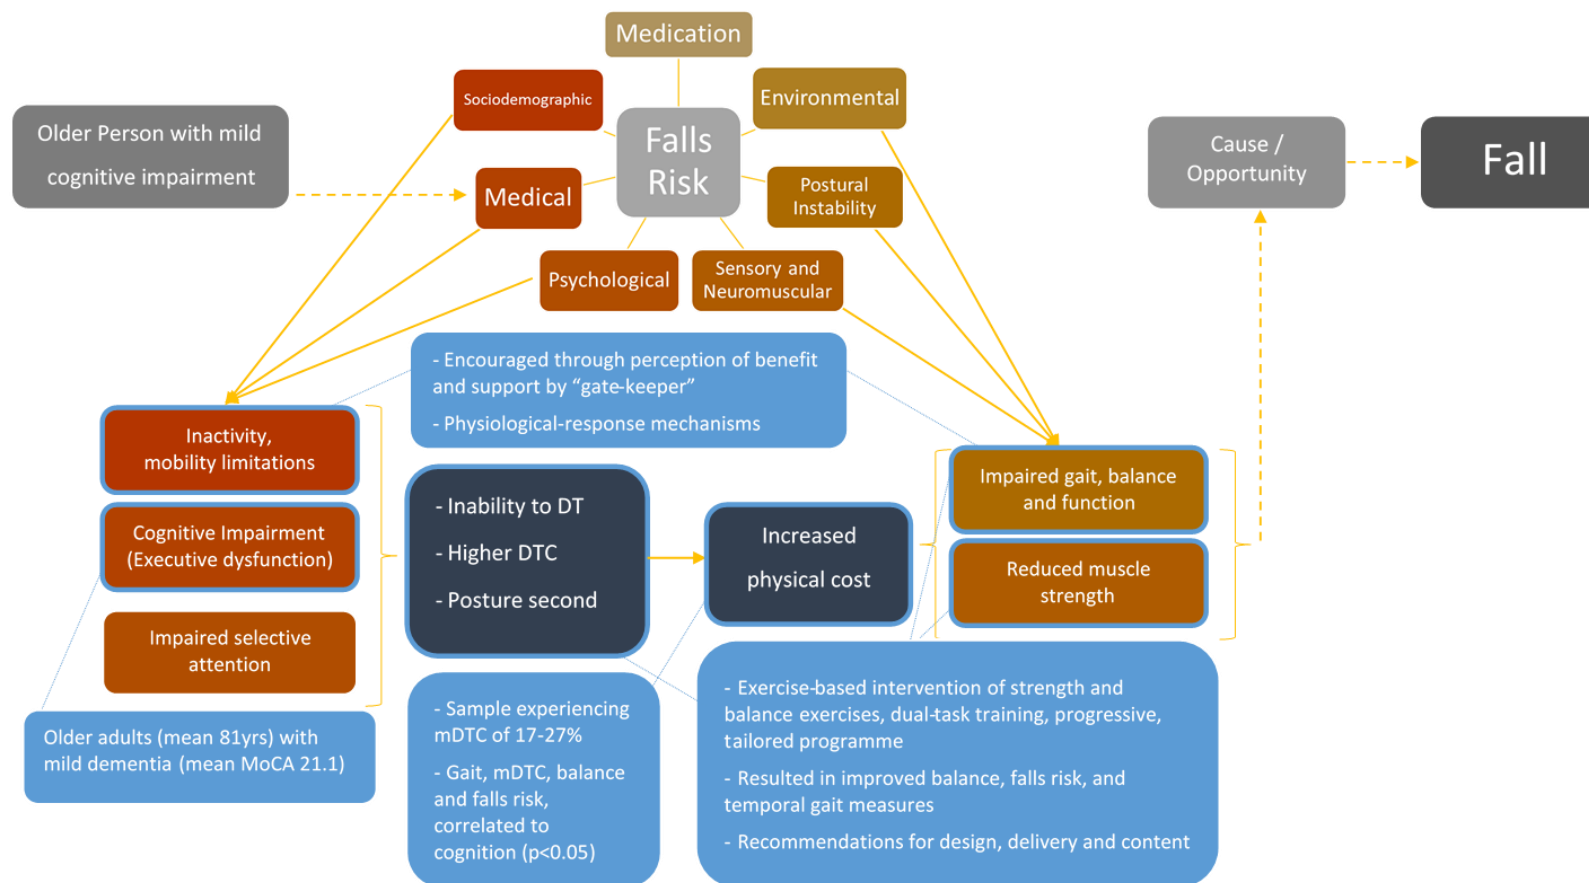 Medication
Sociodemographic
Environmental
Older Person with mild
cognitive impairment
Falls
Risk
Cause /
Opportunity
Fall
Medical
Postural
Instability
Psychological
Sensory and
Neuromuscular
- Encouraged through perception of benefit
and support by “gate-keeper”
- Physiological-response mechanisms
Inactivity,
mobility limitations
Cognitive Impairment
(Executive dysfunction)
Impaired selective
attention
- Inability to DT
- Higher DTC
- Posture second
Increased
physical cost
Impaired gait, balance
and function
Reduced muscle
strength
Older adults (mean 81yrs) with
mild dementia (mean MoCA 21.1)
- Sample experiencing
mDTC of 17-27%
- Gait, mDTC, balance
and falls risk,
correlated to
cognition (p<0.05)
- Exercise-based intervention of strength and
balance exercises, dual-task training, progressive,
tailored programme
- Resulted in improved balance, falls risk, and
temporal gait measures
- Recommendations for design, delivery and content